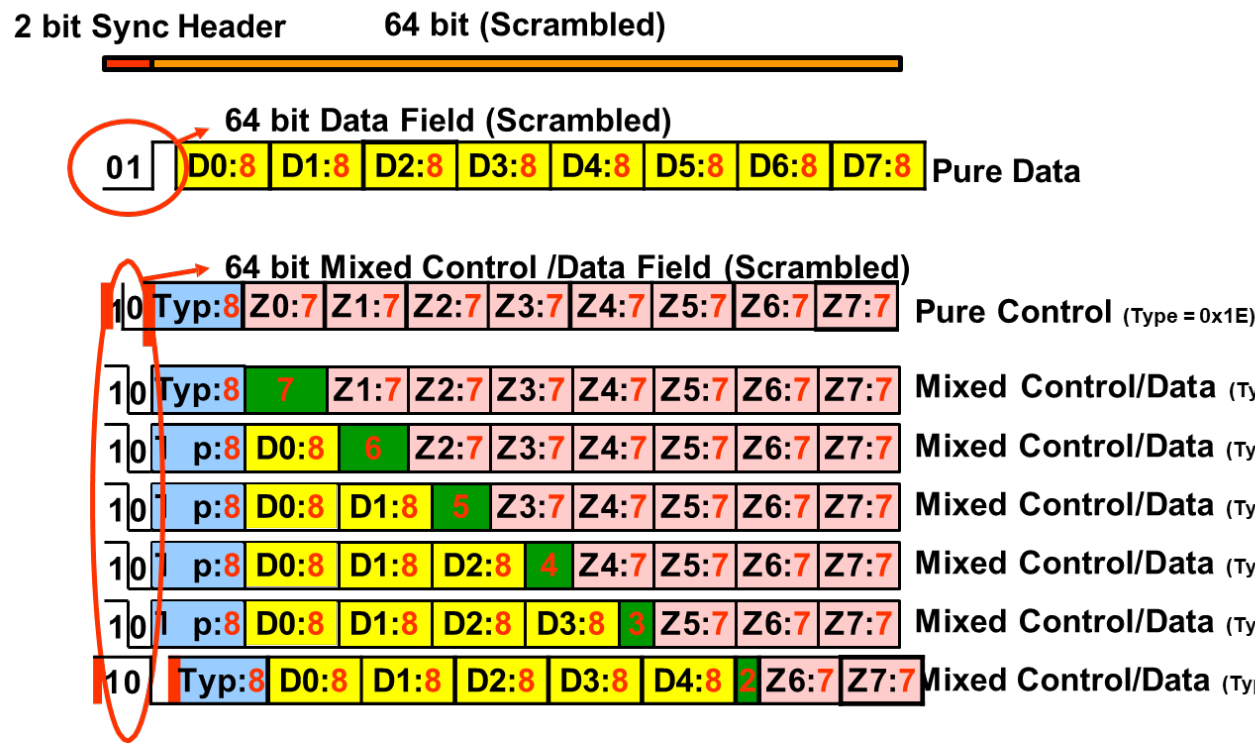 2 bit Sync Header 64 bit (Scrambled)
64 bit Data Field (Scrambled)
01 D0:8 D1:8 D2:8 D3:8 D4:8 D5:8 D6:8 D7:8 Pure Data
64 bit Mixed Control /Data Field (Scrambled)
10 Typ:8 Z0:7 Z1:7 Z2:7 Z3:7 Z4:7 Z5:7 Z6:7 Z7:7 Pure Control (Type = 0x1E)
10 Typ:8 7 Z1:7 Z2:7 Z3:7 Z4:7 Z5:7 Z6:7 Z7:7 Mixed Control/Data (Ty
10 T p:8 D0:8 6 Z2:7 Z3:7 Z4:7 Z5:7 Z6:7 Z7:7 Mixed Control/Data (Ty
10 T p:8 D0:8 D1:8 5 Z3:7 Z4:7 Z5:7 Z6:7 Z7:7 Mixed Control/Data (Ty
10 T p:8 D0:8 D1:8 D2:8 4 Z4:7 Z5:7 Z6:7 Z7:7 Mixed Control/Data (Ty
10 T p:8 D0:8 D1:8 D2:8 D3:8 3 Z5:7 Z6:7 Z7:7 Mixed Control/Data (Ty
10 Typ:8 D0:8 D1:8 D2:8 D3:8 D4:8 2 Z6:7 Z7:7 Mixed Control/Data (Typ